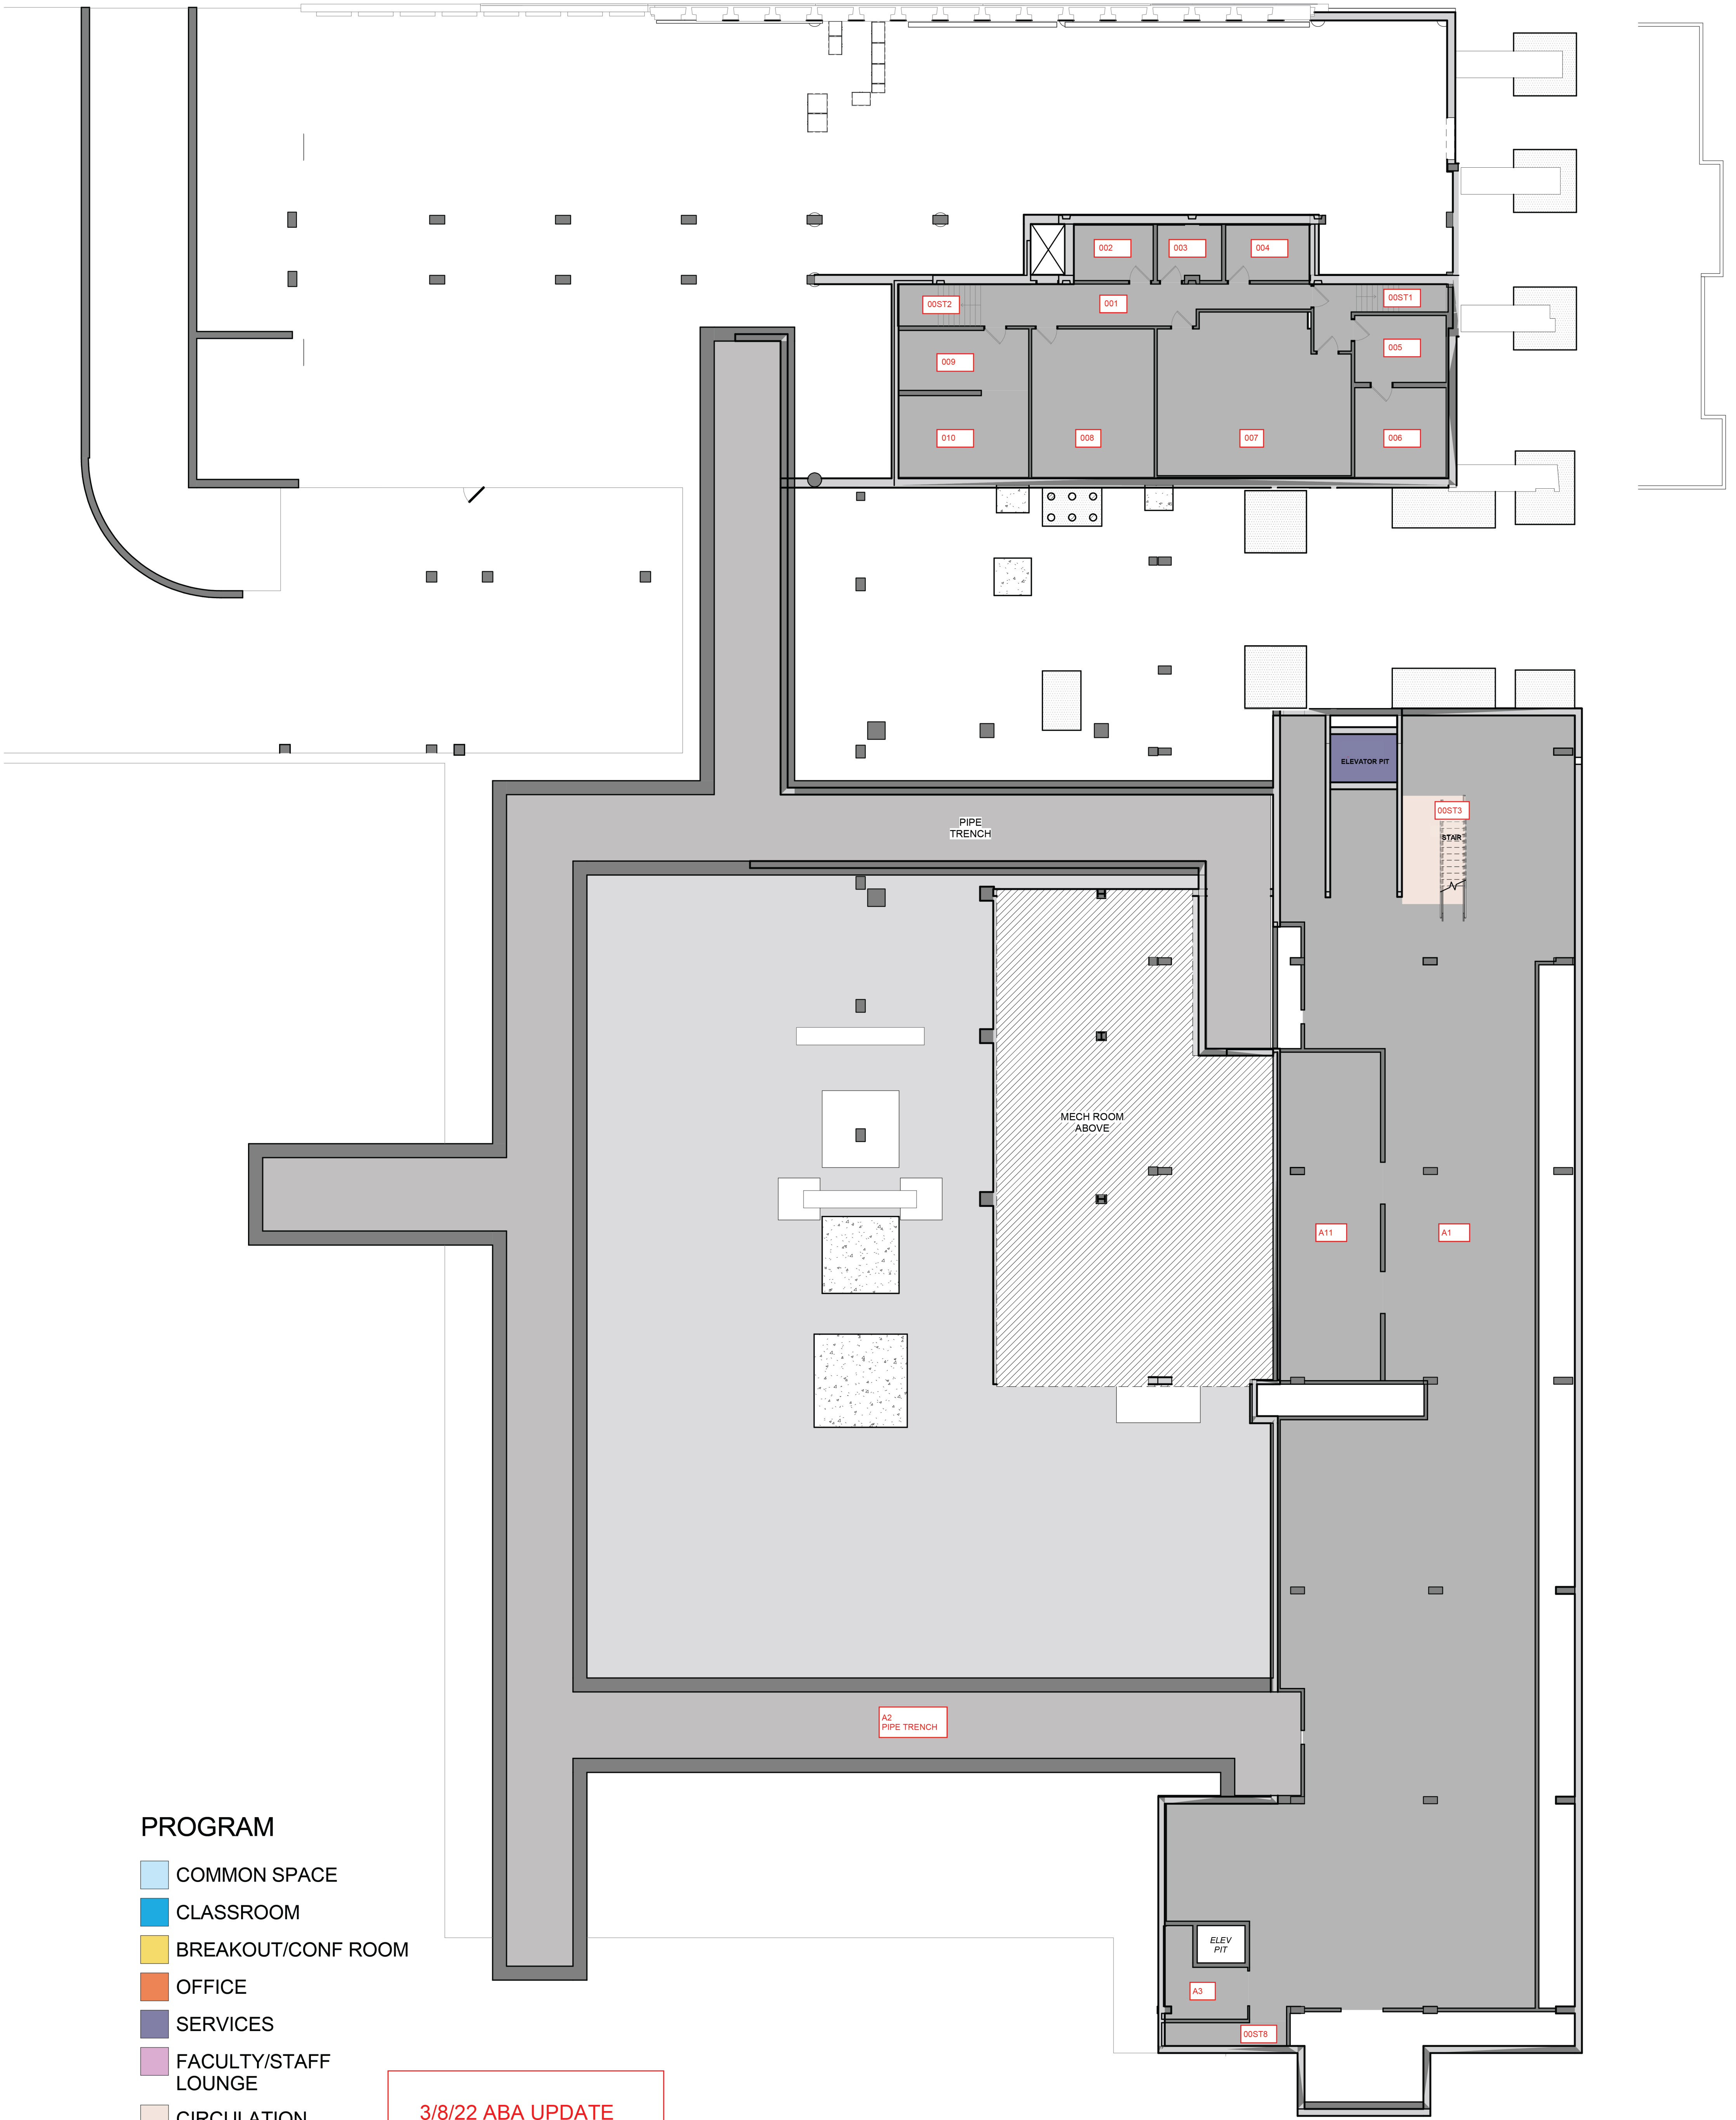 002
003
004
00ST2
001
00ST1
009
005
010
008
007
006
ELEVATOR PIT
00ST3
STAIR
PIPE
TRENCH
MECH ROOM
ABOVE
A11
A1
A2
PIPE TRENCH
ELEV
PIT
A3
00ST8
PROGRAM
COMMON SPACE
CLASSROOM
BREAKOUT/CONF ROOM
OFFICE
SERVICES
FACULTY/STAFF
LOUNGE
CIRCULATION
3/8/22 ABA UPDATE